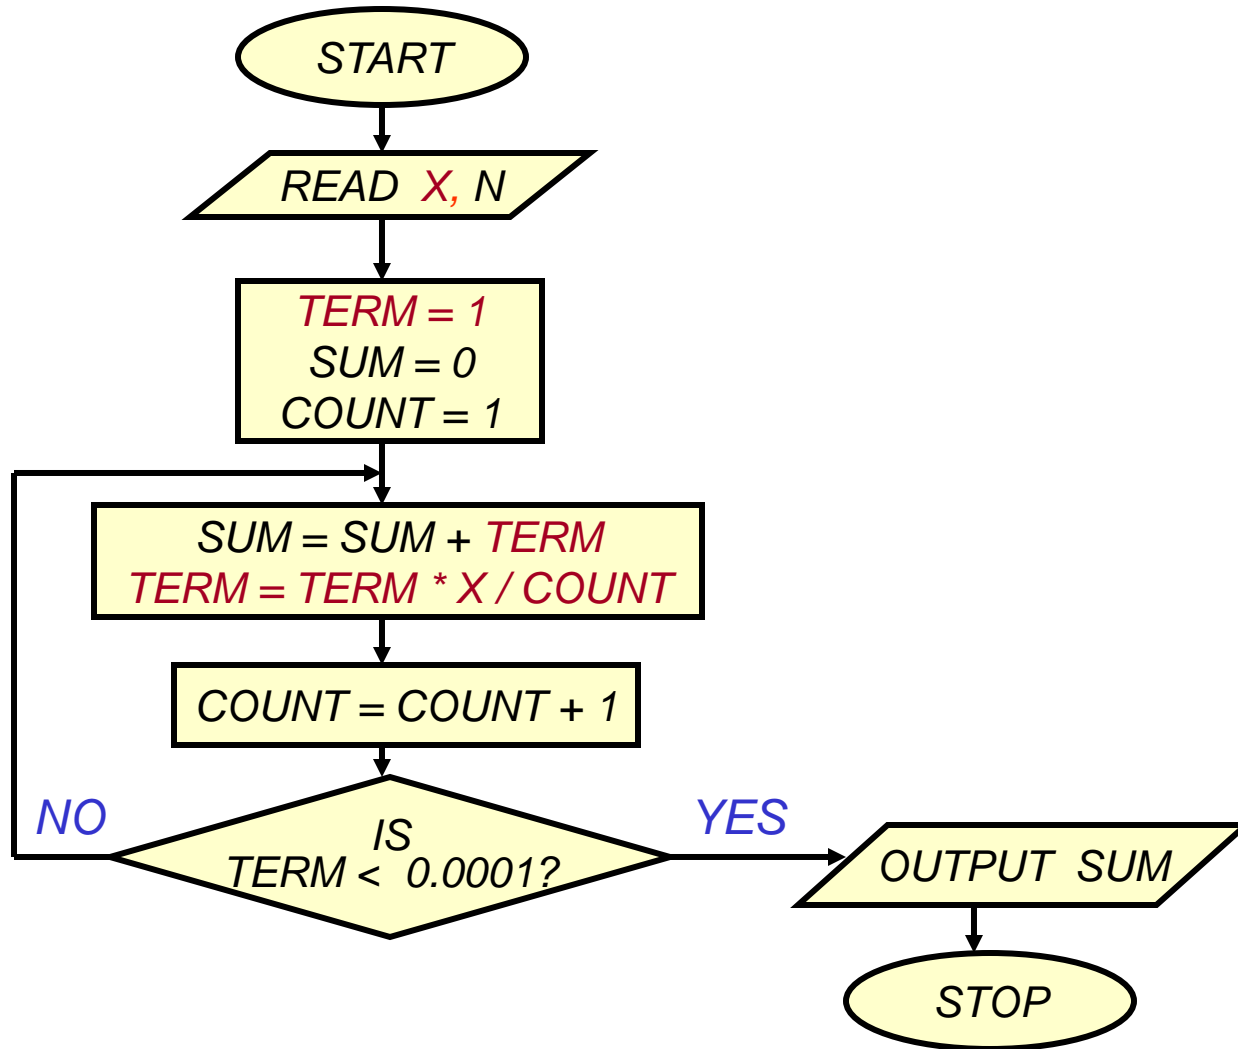 START
READ X, N
TERM = 1
SUM = 0
COUNT = 1
SUM = SUM + TERM
TERM = TERM * X / COUNT
COUNT = COUNT + 1
IS
TERM < 0.0001?
NO
YES
OUTPUT SUM
STOP